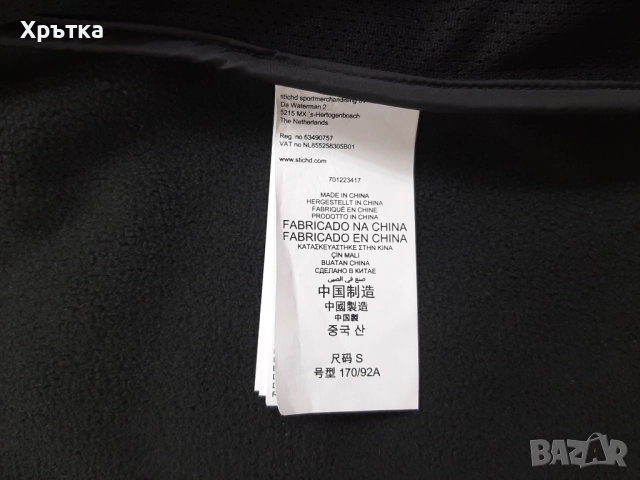 Хрътка
stichd sportmerchandising
Da Waterman 2
5215 MX 's-Hertogenbosch
The Netherlands
Reg. no 63490757
VAT no NL855258305B01
www.stichd.com
701223417
MADE IN CHINA
HERGESTELLT IN CHINA
FABRIQUÉ EN CHINE
PRODOTTO IN CHINA
FABRICADO NA CHINA
FABRICADO EN CHINA
ΚΑΤΑΣΚΕΥΑΣΤΗΚΕ ΣΤΗΝ ΚΙΝΑ
ÇİN MALI
BUATAN CHINA
СДЕЛАНО В КИТАЕ
صنع في الصين
中国制造
中國製造
中国製
중국 산
尺码 S
号型 170/92A
BAZAR